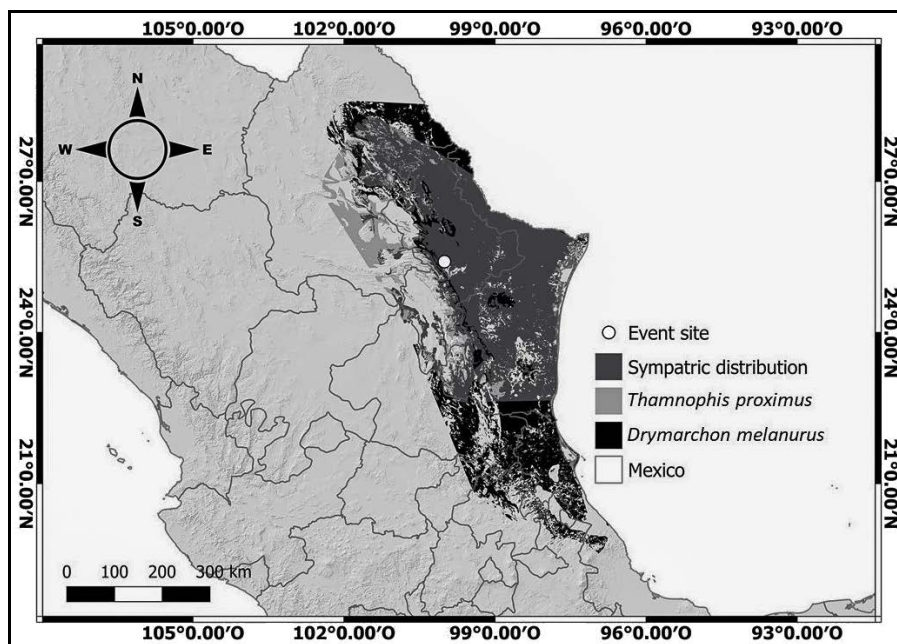 105°0.00′O 102°0.00′O 99°0.00′O 96°0.00′O 93°0.00′O
N
W E
S
27°0.00′N 27°0.00′N
24°0.00′N 24°0.00′N
21°0.00′N 21°0.00′N
Event site
Sympatric distribution
Thamnophis proximus
Drymarchon melanurus
Mexico
0 100 200 300 km
105°0.00′O 102°0.00′O 99°0.00′O 96°0.00′O 93°0.00′O